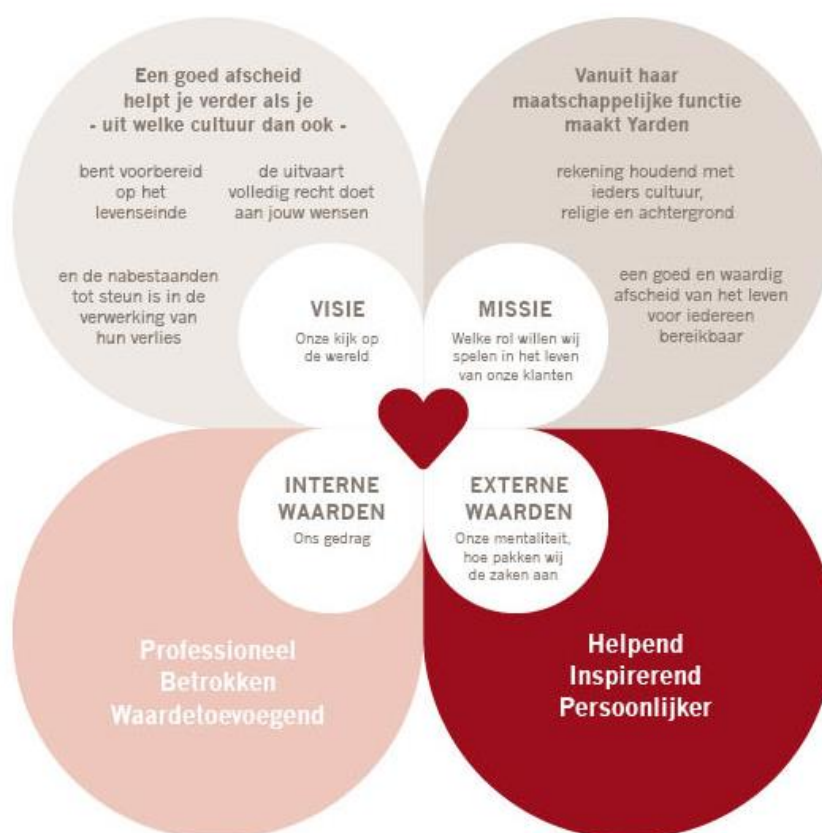 Een goed afscheid
helpt je verder als je
- uit welke cultuur dan ook -
bent voorbereid
op het
levenseinde
de uitvaart
volledig recht doet
aan jouw wensen
en de nabestaanden
tot steun is in de
verwerking van
hun verlies
VISIE
Onze kijk op
de wereld
Vanuit haar
maatschappelijke functie
maakt Yarden
rekening houdend met
ieders cultuur,
religie en achtergrond
een goed en waardig
afscheid van het leven
voor iedereen
bereikbaar
MISSIE
Welke rol willen wij
spelen in het leven
van onze klanten
INTERNE
WAARDEN
Ons gedrag
Professioneel
Betrokken
Waardetoevoegend
EXTERNE
WAARDEN
Onze mentaliteit,
hoe pakken wij
de zaken aan
Helpend
Inspirerend
Persoonlijker